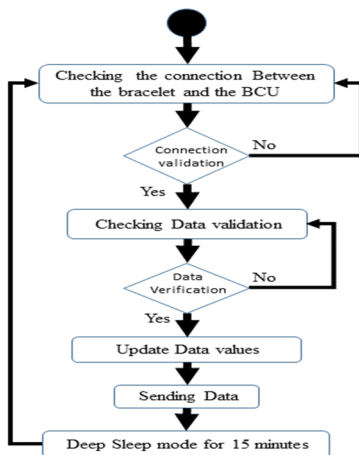 Checking the connection Between
the bracelet and the BCU
Connection
validation
No
Yes
Checking Data validation
Data
Verification
No
Yes
Update Data values
Sending Data
Deep Sleep mode for 15 minutes